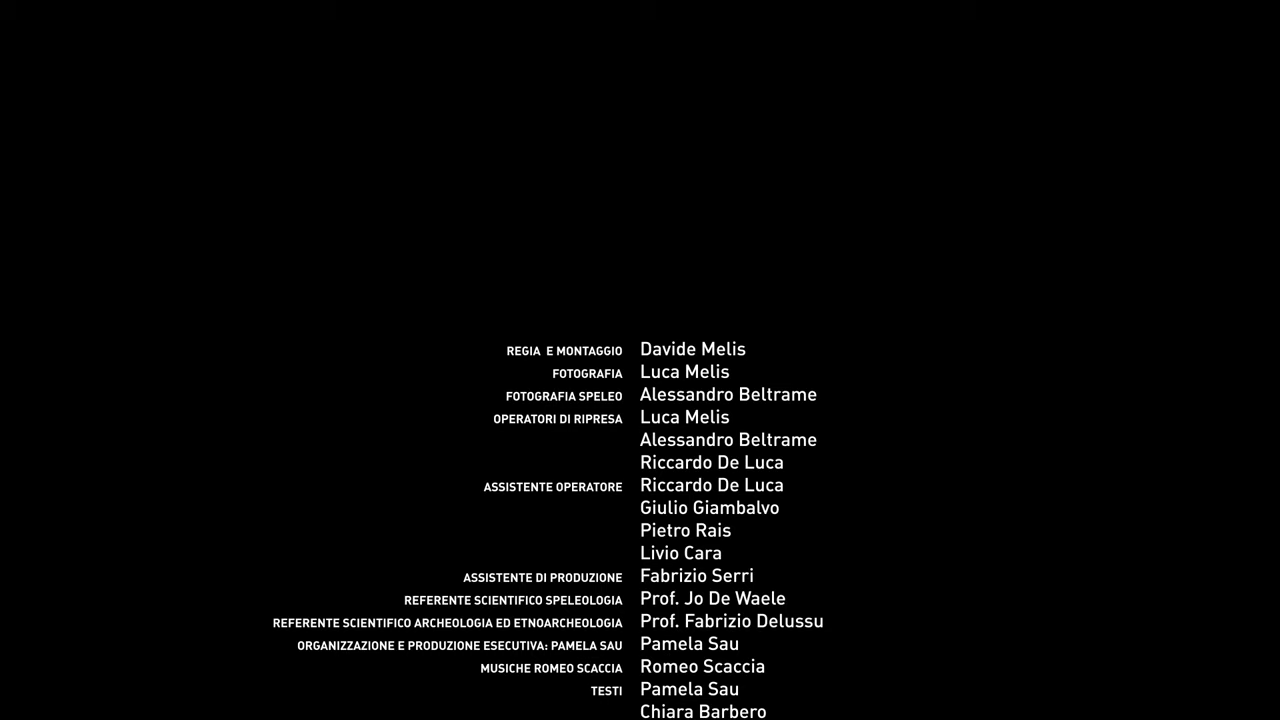 REGIA E MONTAGGIO Davide Melis
FOTOGRAFIA Luca Melis
FOTOGRAFIA SPELEO Alessandro Beltrame
OPERATORI DI RIPRESA Luca Melis
Alessandro Beltrame
Riccardo De Luca
ASSISTENTE OPERATORE Riccardo De Luca
Giulio Giambalvo
Pietro Rais
Livio Cara
ASSISTENTE DI PRODUZIONE Fabrizio Serri
REFERENTE SCIENTIFICO SPELEOLOGIA Prof. Jo De Waele
REFERENTE SCIENTIFICO ARCHEOLOGIA ED ETNOARCHEOLOGIA Prof. Fabrizio Delussu
ORGANIZZAZIONE E PRODUZIONE ESECUTIVA: PAMELA SAU Pamela Sau
MUSICHE ROMEO SCACCIA Romeo Scaccia
TESTI Pamela Sau
Chiara Barbero